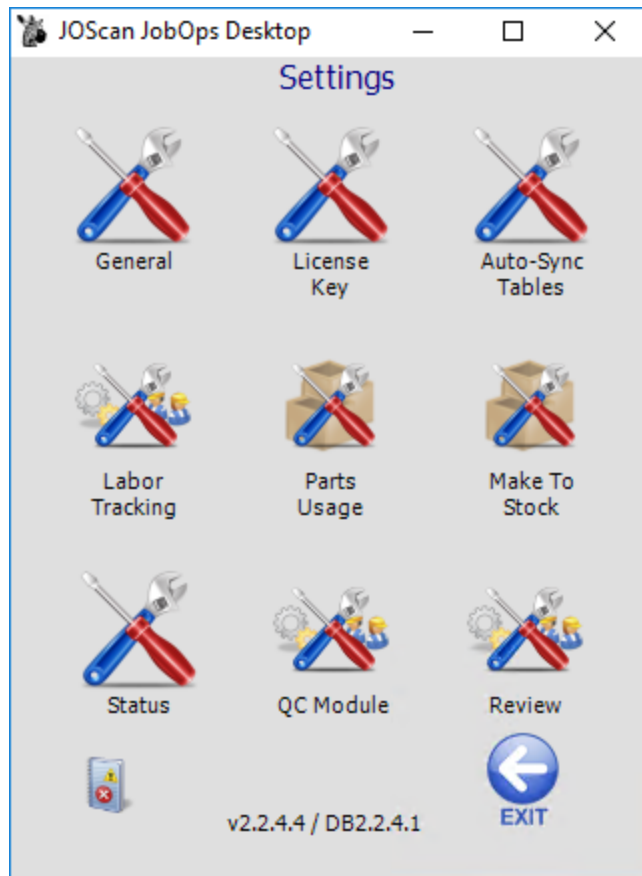 JOScan JobOps Desktop
Settings
General
License
Key
Auto-Sync
Tables
Labor
Tracking
Parts
Usage
Make To
Stock
Status
QC Module
Review
v2.2.4.4 / DB2.2.4.1
EXIT